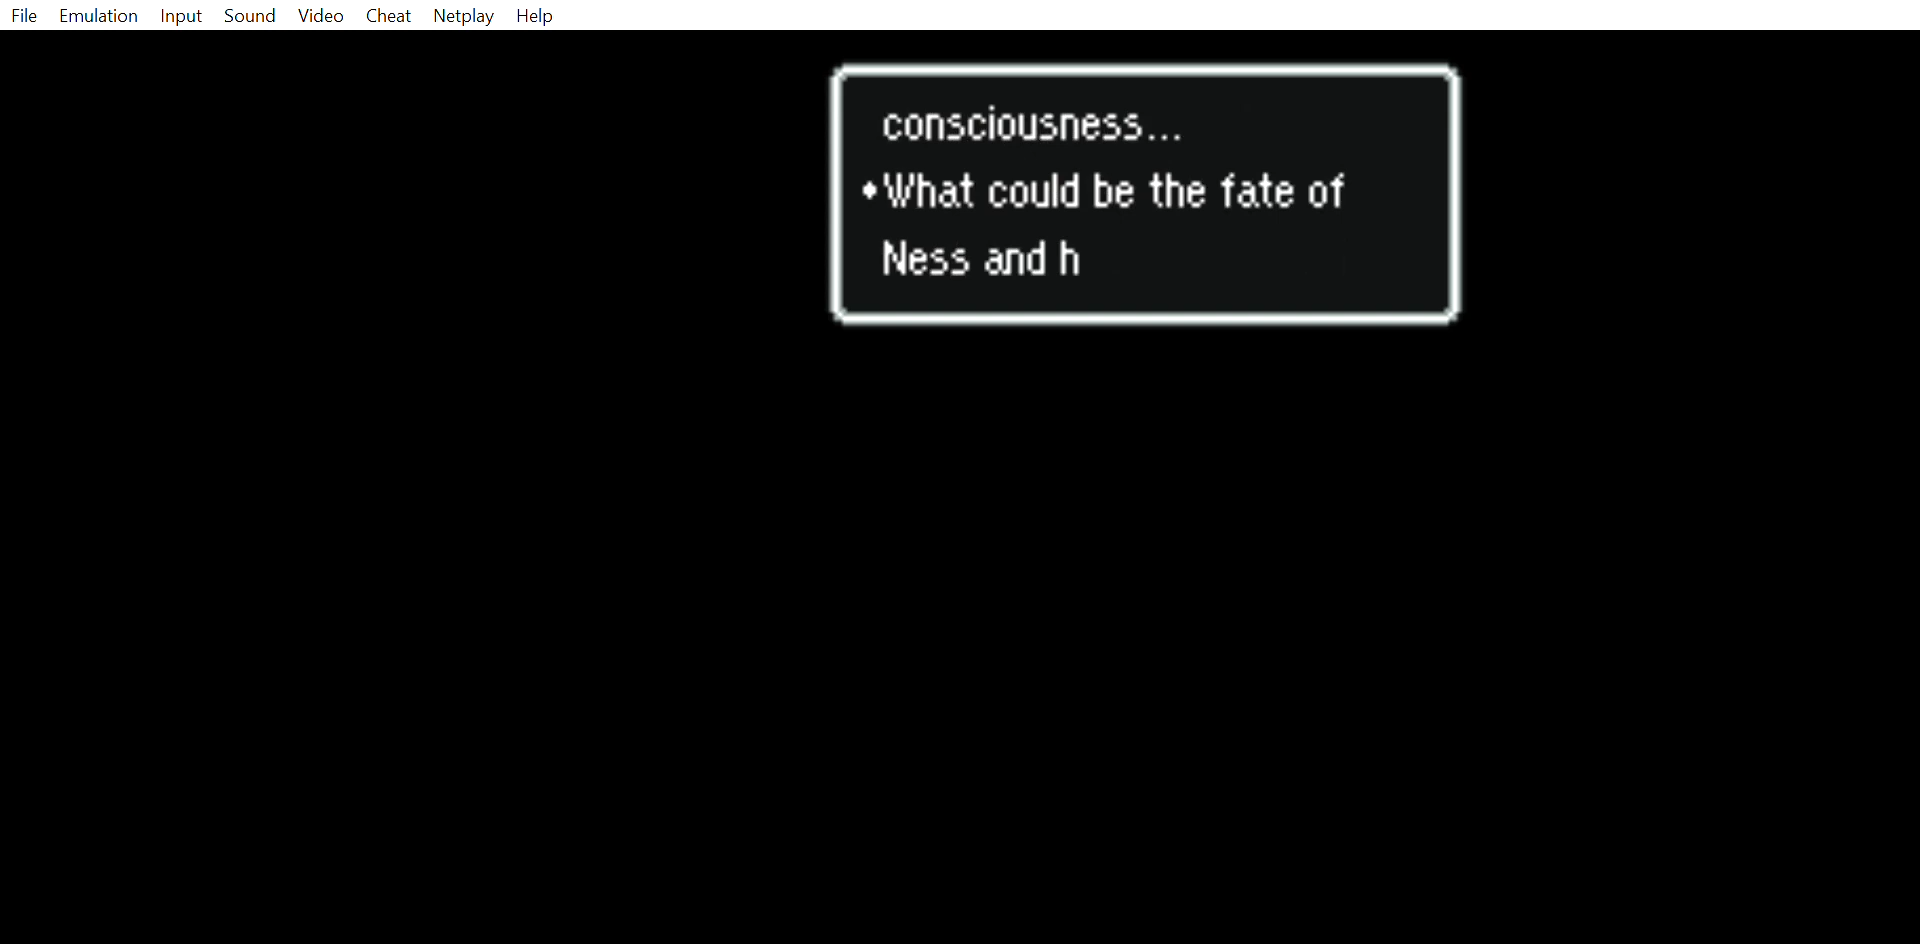 File Emulation Input Sound Video Cheat Netplay Help
consciousness...
•What could be the fate of
Ness and h